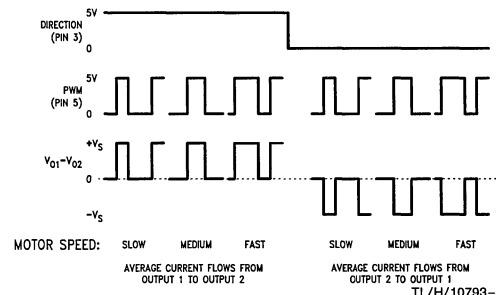 DIRECTION
(PIN 3)
5V
0
PWM
(PIN 5)
5V
0
V01–V02
+VS
0
–VS
MOTOR SPEED: SLOW MEDIUM FAST SLOW MEDIUM FAST
AVERAGE CURRENT FLOWS FROM
OUTPUT 1 TO OUTPUT 2
AVERAGE CURRENT FLOWS FROM
OUTPUT 2 TO OUTPUT 1
TL/H/10793–